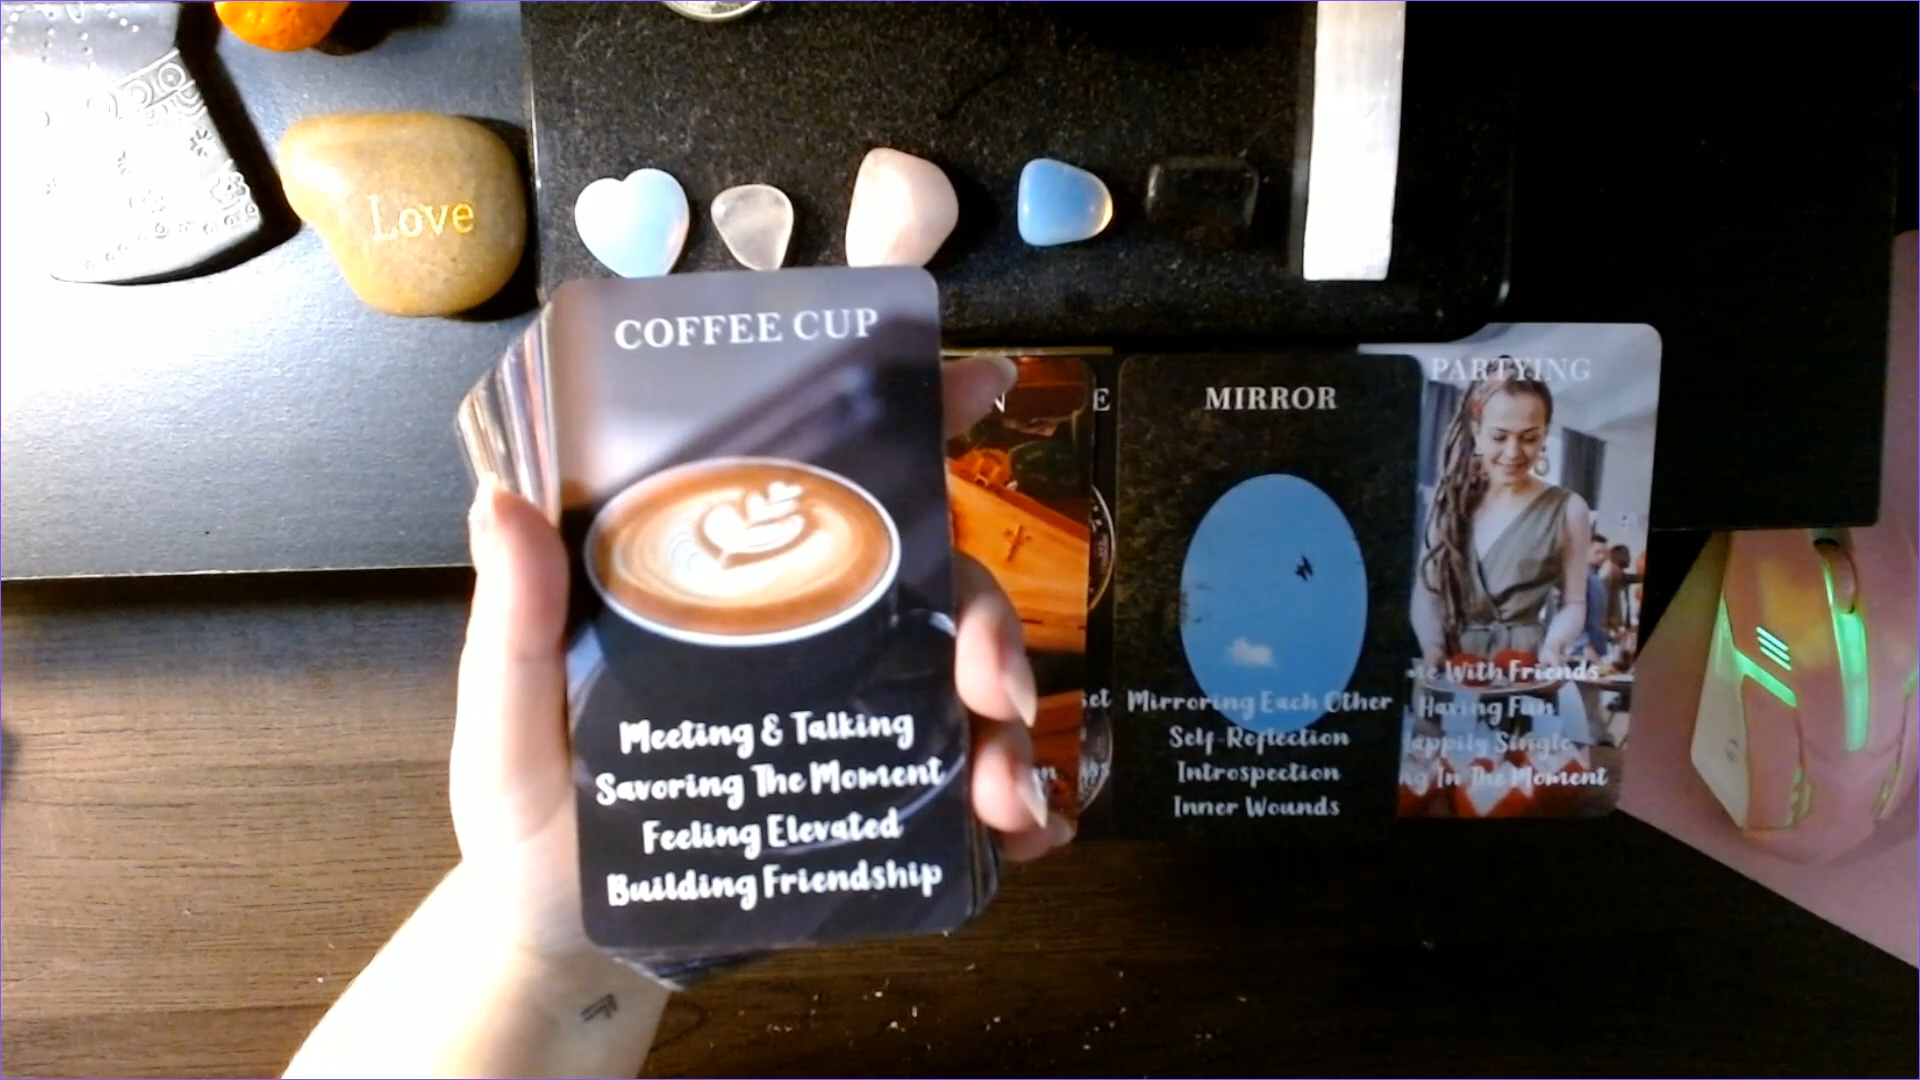 Love
COFFEE CUP
Meeting & Talking
Savoring The Moment
Feeling Elevated
Building Friendship
MIRROR
Mirroring Each Other
Self-Reflection
Introspection
Inner Wounds
PARTYING
With Friends
Having Fun
Single
In The Moment